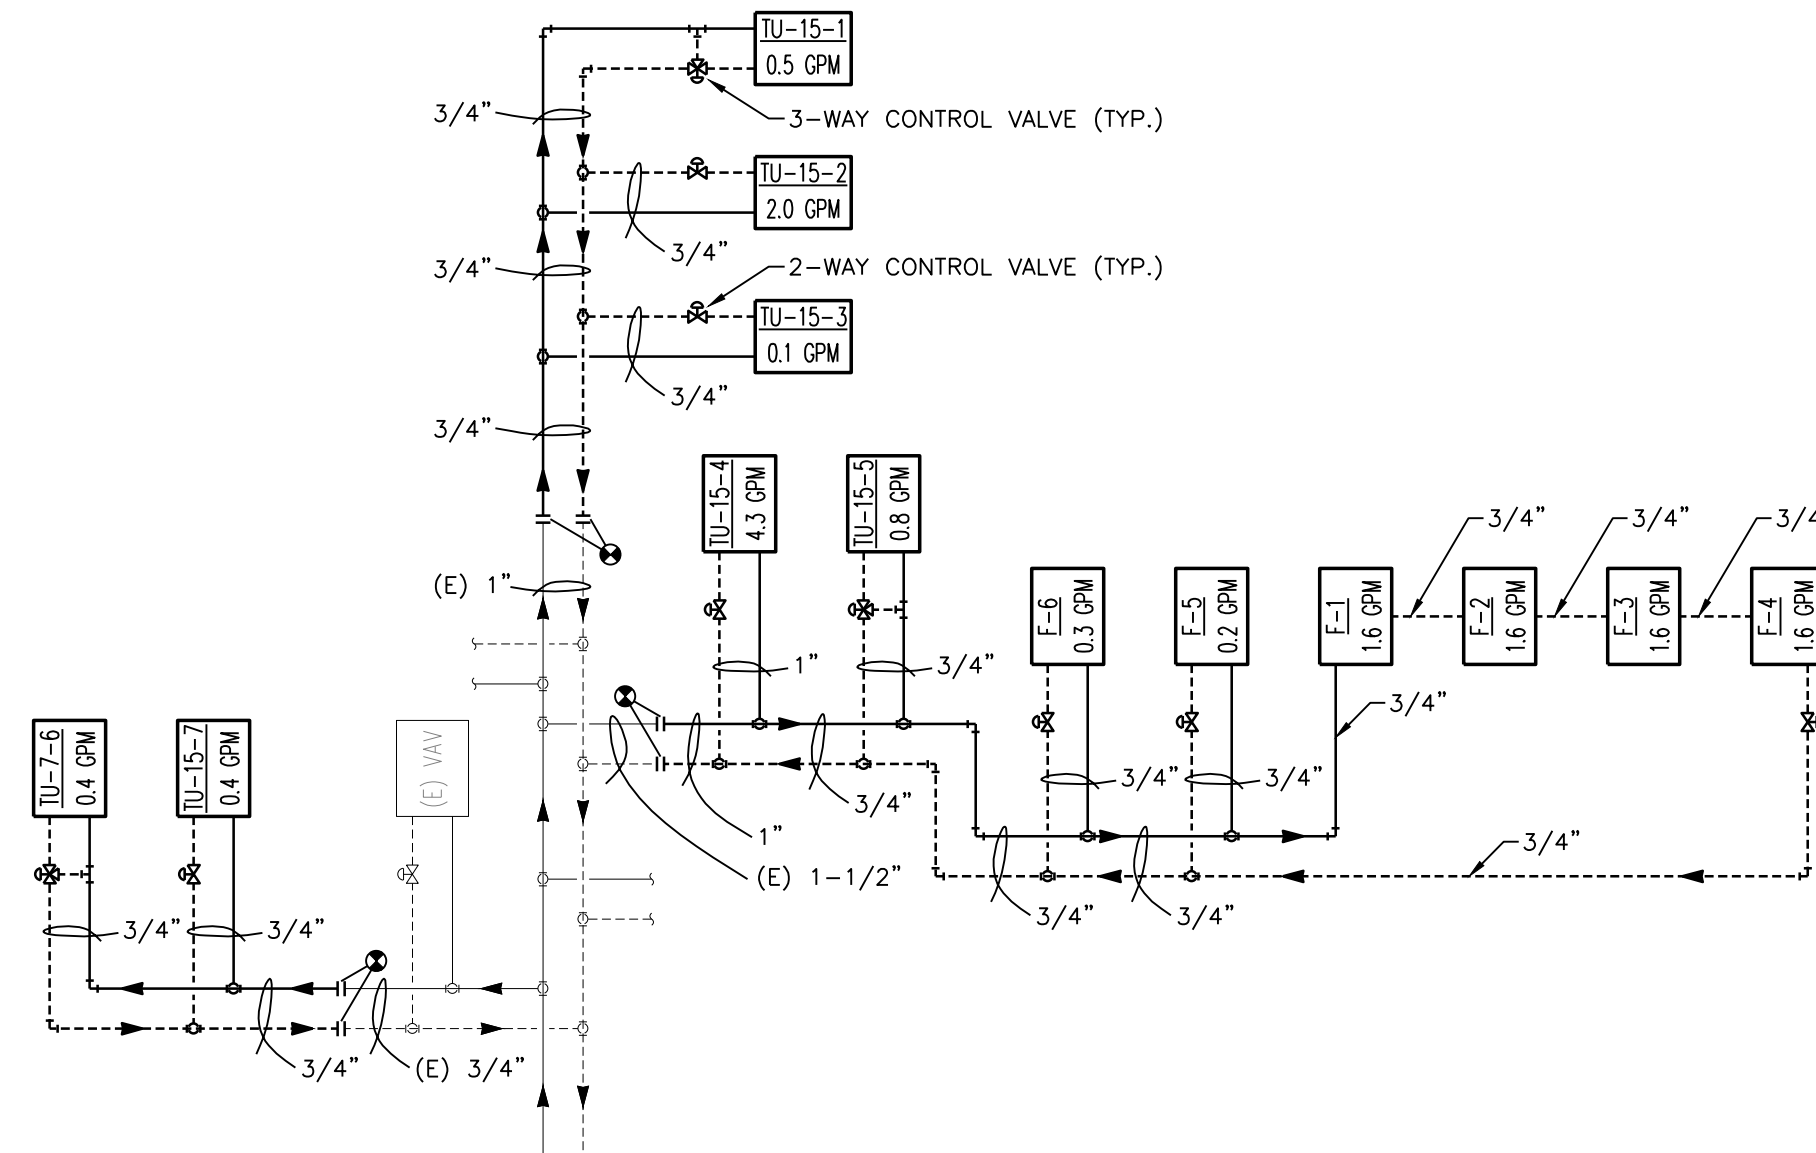 TU-15-1
0.5 GPM
3/4"
3-WAY CONTROL VALVE (TYP.)
TU-15-2
2.0 GPM
3/4"
3/4"
2-WAY CONTROL VALVE (TYP.)
TU-15-3
0.1 GPM
3/4"
3/4"
(E) 1"
TU-15-4
4.3 GPM
1"
TU-15-5
0.8 GPM
3/4"
F-6
0.3 GPM
3/4"
F-5
0.2 GPM
3/4"
F-1
1.6 GPM
3/4"
3/4"
F-2
1.6 GPM
3/4"
F-3
1.6 GPM
3/4
F-4
1.6 GPM
3/4"
1"
(E) 1-1/2"
3/4"
3/4"
3/4"
TU-7-6
0.4 GPM
3/4"
TU-15-7
0.4 GPM
3/4"
(E) VAV
3/4"
(E) 3/4"